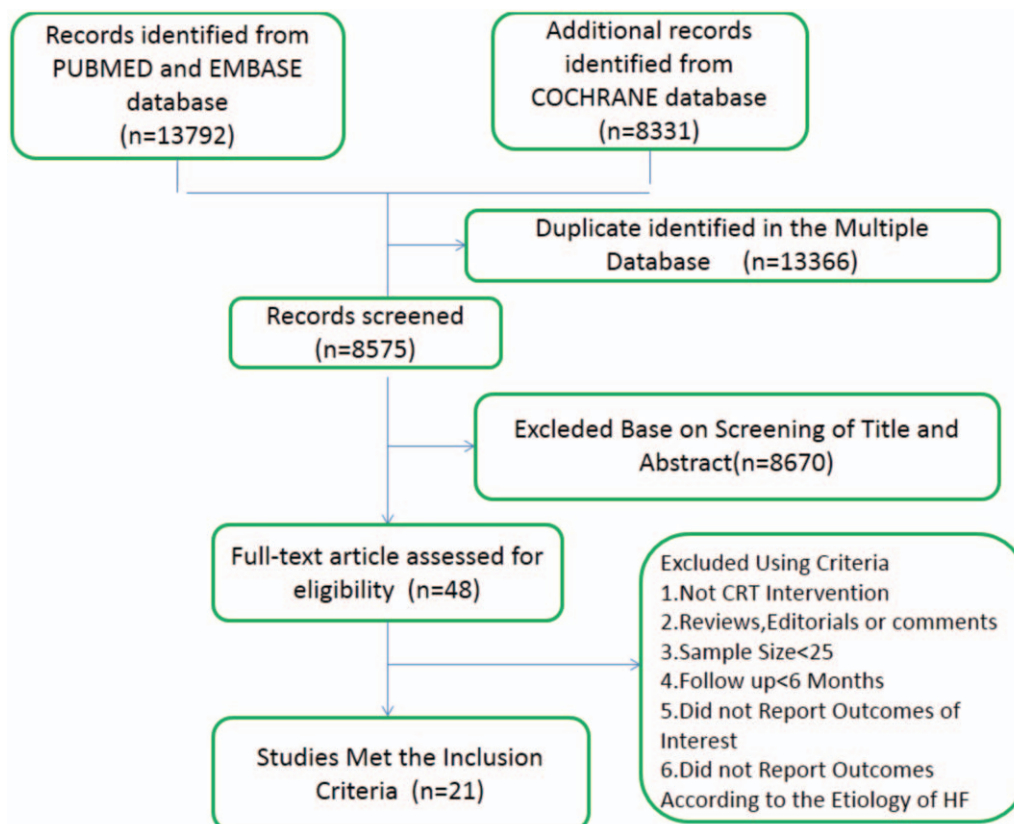 Records identified from
PUBMED and EMBASE
database
(n=13792)
Additional records
identified from
COCHRANE database
(n=8331)
Duplicate identified in the Multiple
Database (n=13366)
Records screened
(n=8575)
Excleded Base on Screening of Title and
Abstract(n=8670)
Full-text article assessed for
eligibility (n=48)
Excluded Using Criteria
1.Not CRT Intervention
2.Reviews,Editorials or comments
3.Sample Size<25
4.Follow up<6 Months
5.Did not Report Outcomes of
Interest
6.Did not Report Outcomes
According to the Etiology of HF
Studies Met the Inclusion
Criteria (n=21)